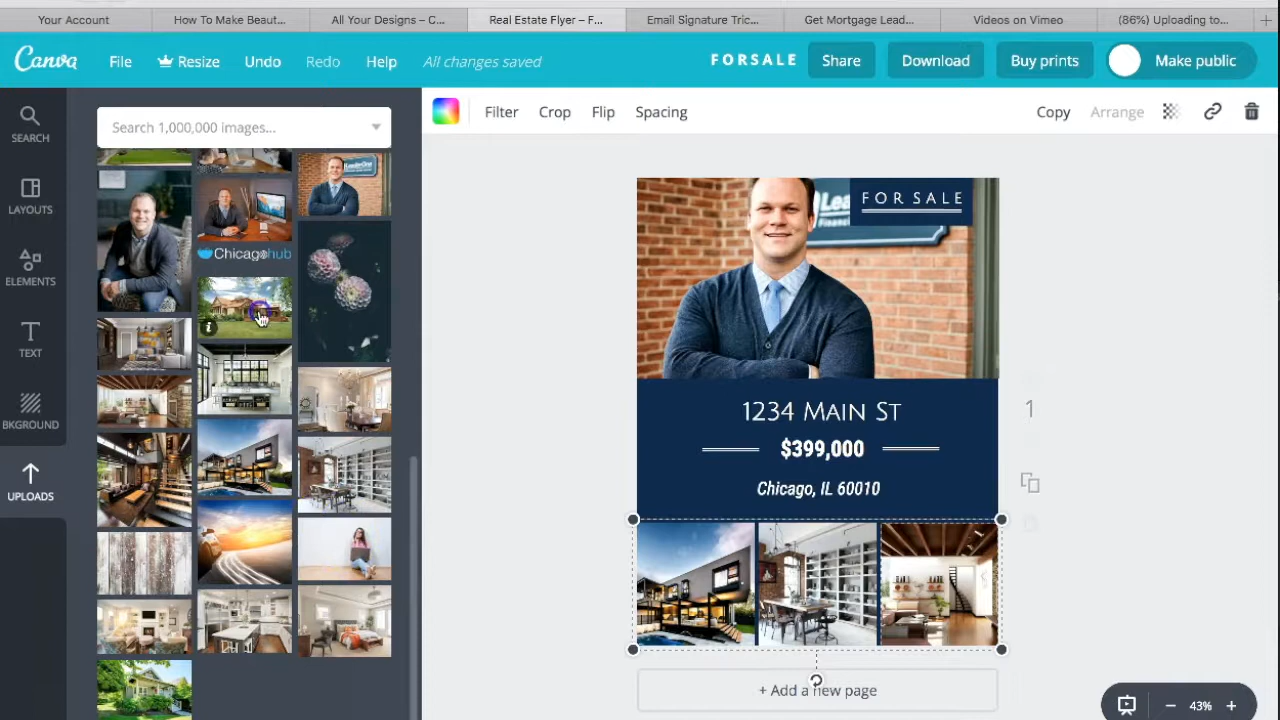 Your Account
How To Make Beaut...
All Your Designs – C...
Real Estate Flyer – F...
Email Signature Tric...
Get Mortgage Lead...
Videos on Vimeo
(86%) Uploading to...
Canva
File
Resize
Undo
Redo
Help
All changes saved
FORSALE
Share
Download
Buy prints
Make public
Search 1,000,000 images...
Filter
Crop
Flip
Spacing
Copy
Arrange
SEARCH
LAYOUTS
ELEMENTS
TEXT
BKGROUND
UPLOADS
Chicagohub
FOR SALE
1234 MAIN ST
$399,000
Chicago, IL 60010
1
+ Add a new page
43%